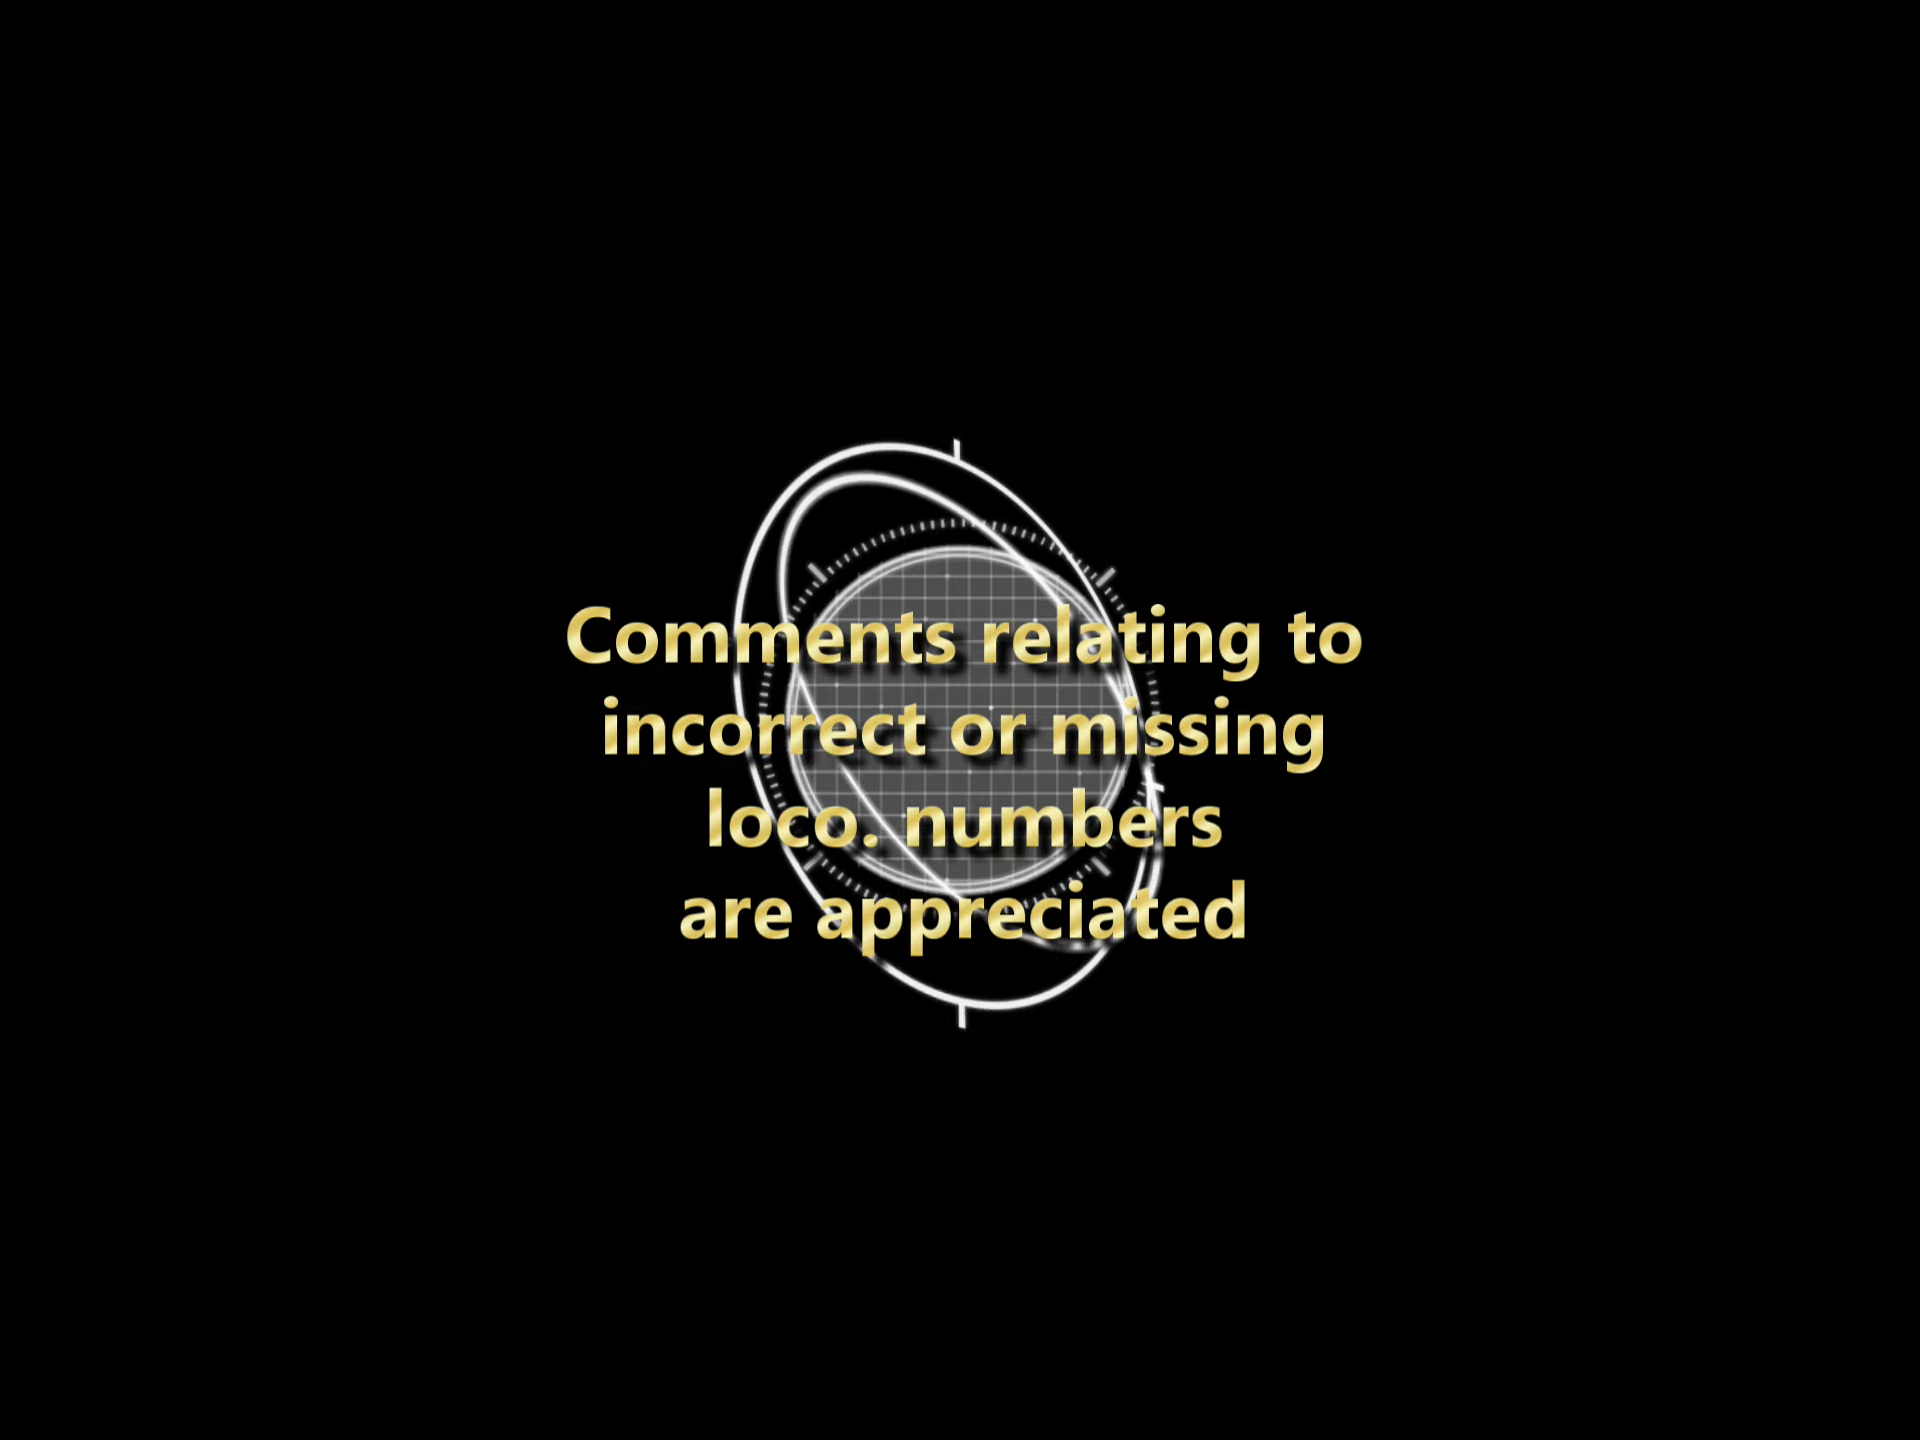 Comments relating to
incorrect or missing
loco. numbers
are appreciated